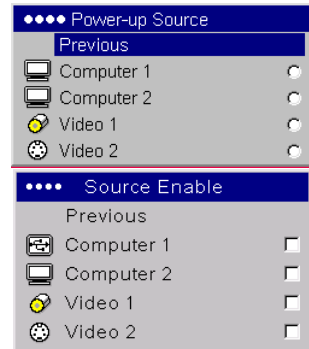 Power-up Source
Previous
Computer 1
Computer 2
Video 1
Video 2
Source Enable
Previous
Computer 1
Computer 2
Video 1
Video 2